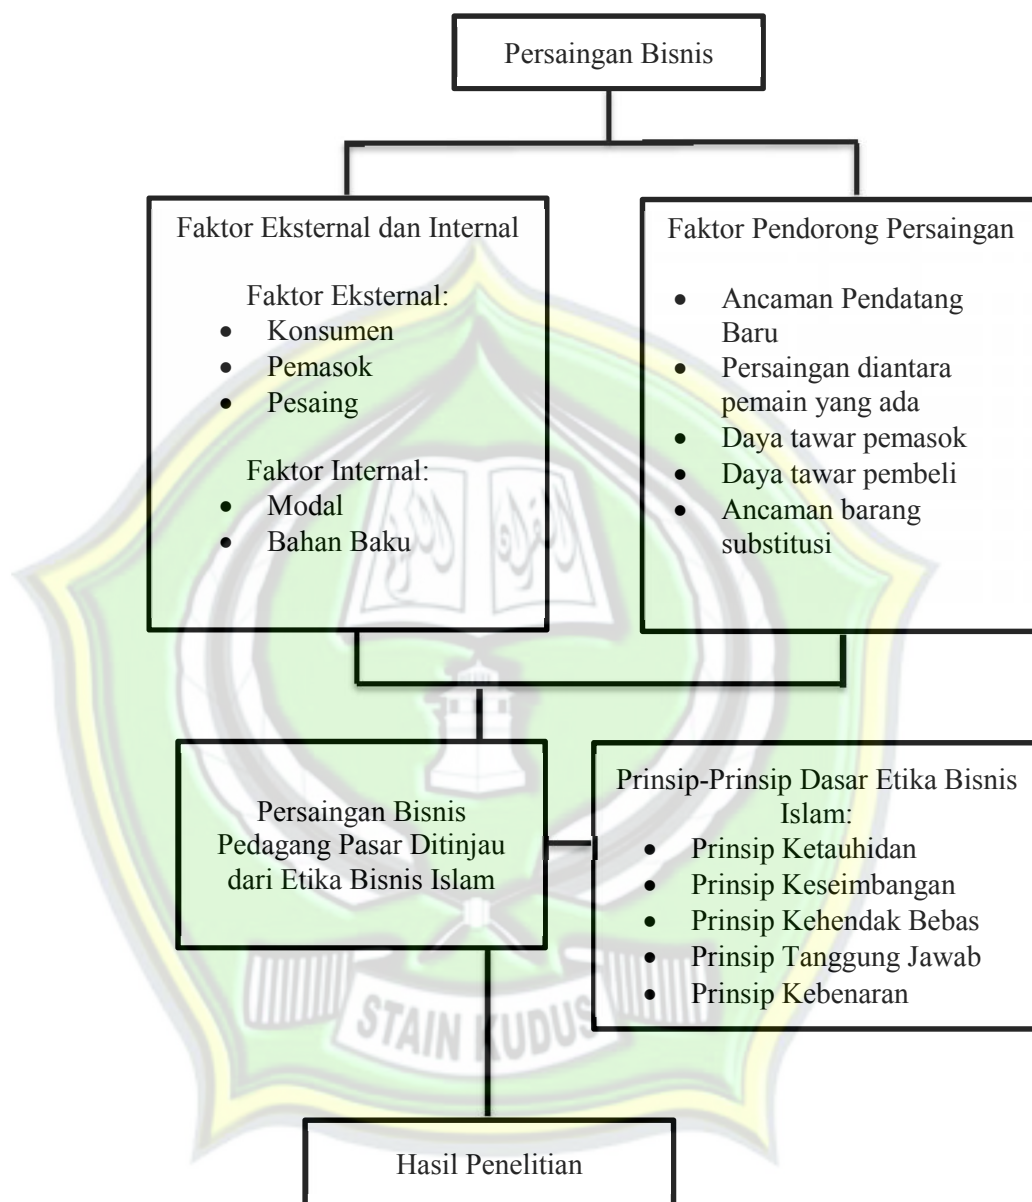 Persaingan Bisnis
Faktor Eksternal dan Internal
Faktor Eksternal:
• Konsumen
• Pemasok
• Pesaing
Faktor Internal:
• Modal
• Bahan Baku
Faktor Pendorong Persaingan
• Ancaman Pendatang
Baru
• Persaingan diantara
pemain yang ada
• Daya tawar pemasok
• Daya tawar pembeli
• Ancaman barang
substitusi
Persaingan Bisnis
Pedagang Pasar Ditinjau
dari Etika Bisnis Islam
Prinsip-Prinsip Dasar Etika Bisnis
Islam:
• Prinsip Ketauhidan
• Prinsip Keseimbangan
• Prinsip Kehendak Bebas
• Prinsip Tanggung Jawab
• Prinsip Kebenaran
STAIN KUDUS
Hasil Penelitian